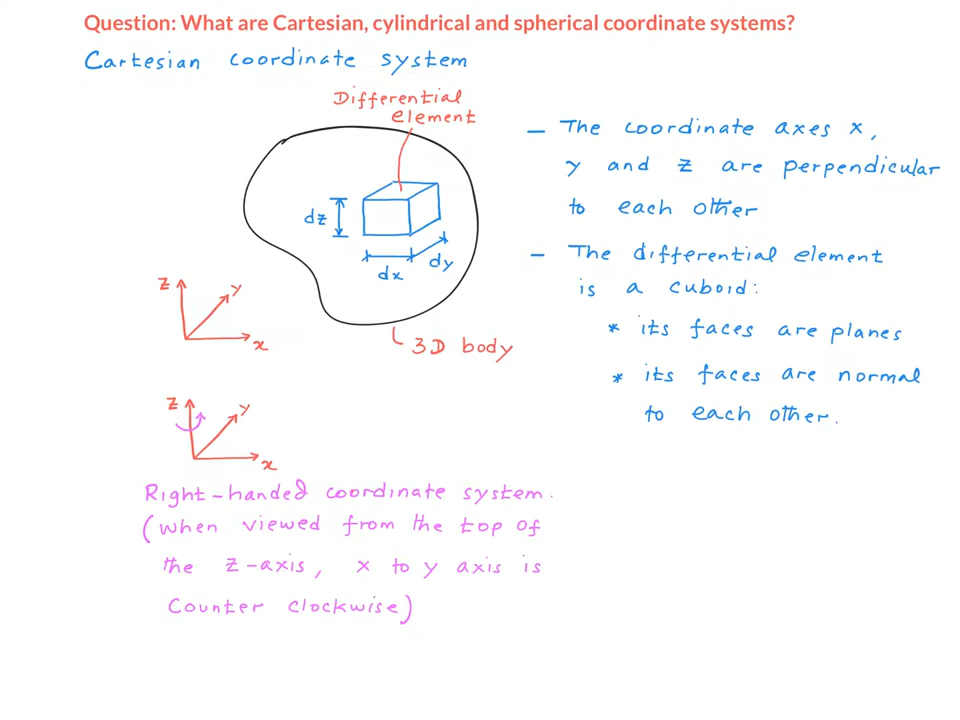 Question: What are Cartesian, cylindrical and spherical coordinate systems?
Cartesian coordinate system
Differential
element
dz
dx
dy
z
y
x
3D body
z
y
x
Right-handed coordinate system.
(When viewed from the top of
the z-axis, x to y axis is
counter clockwise)
– The coordinate axes x,
y and z are perpendicular
to each other
– The differential element
is a cuboid:
* its faces are planes
* its faces are normal
to each other.